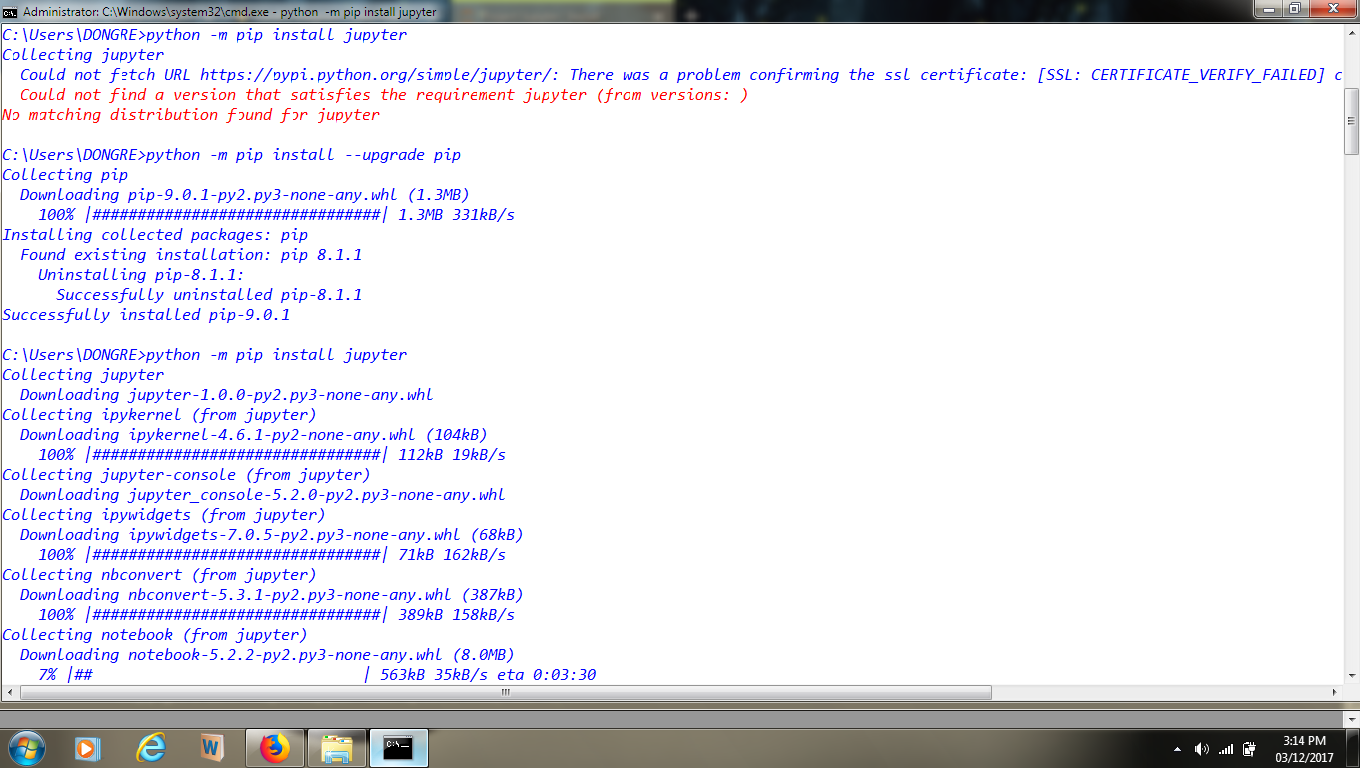 Administrator: C:\Windows\system32\cmd.exe - python -m pip install jupyter
C:\Users\DONGRE>python -m pip install jupyter
Collecting jupyter
Could not fetch URL https://pypi.python.org/simple/jupyter/: There was a problem confirming the ssl certificate: [SSL: CERTIFICATE_VERIFY_FAILED] c
Could not find a version that satisfies the requirement jupyter (from versions: )
No matching distribution found for jupyter
C:\Users\DONGRE>python -m pip install --upgrade pip
Collecting pip
Downloading pip-9.0.1-py2.py3-none-any.whl (1.3MB)
100% |################################| 1.3MB 331kB/s
Installing collected packages: pip
Found existing installation: pip 8.1.1
Uninstalling pip-8.1.1:
Successfully uninstalled pip-8.1.1
Successfully installed pip-9.0.1
C:\Users\DONGRE>python -m pip install jupyter
Collecting jupyter
Downloading jupyter-1.0.0-py2.py3-none-any.whl
Collecting ipykernel (from jupyter)
Downloading ipykernel-4.6.1-py2-none-any.whl (104kB)
100% |################################| 112kB 19kB/s
Collecting jupyter-console (from jupyter)
Downloading jupyter_console-5.2.0-py2.py3-none-any.whl
Collecting ipywidgets (from jupyter)
Downloading ipywidgets-7.0.5-py2.py3-none-any.whl (68kB)
100% |################################| 71kB 162kB/s
Collecting nbconvert (from jupyter)
Downloading nbconvert-5.3.1-py2.py3-none-any.whl (387kB)
100% |################################| 389kB 158kB/s
Collecting notebook (from jupyter)
Downloading notebook-5.2.2-py2.py3-none-any.whl (8.0MB)
7% |## | 563kB 35kB/s eta 0:03:30
3:14 PM
03/12/2017